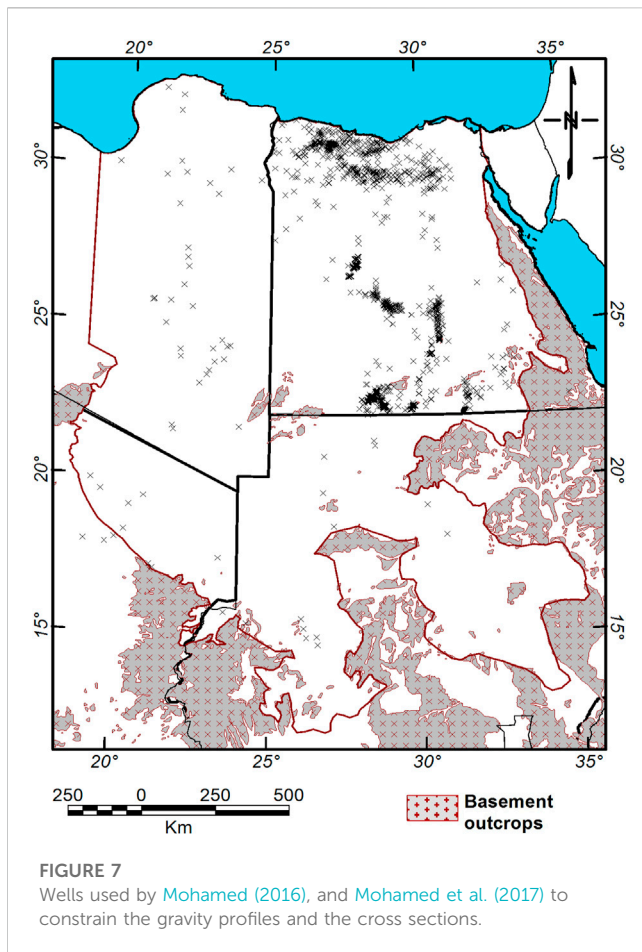 20° 25° 30° 35°
N
30° 30°
25° 25°
20° 20°
15° 15°
20° 25° 30° 35°
250 0 250 500
Km
Basement
outcrops
FIGURE 7
Wells used by Mohamed (2016), and Mohamed et al. (2017) to
constrain the gravity profiles and the cross sections.